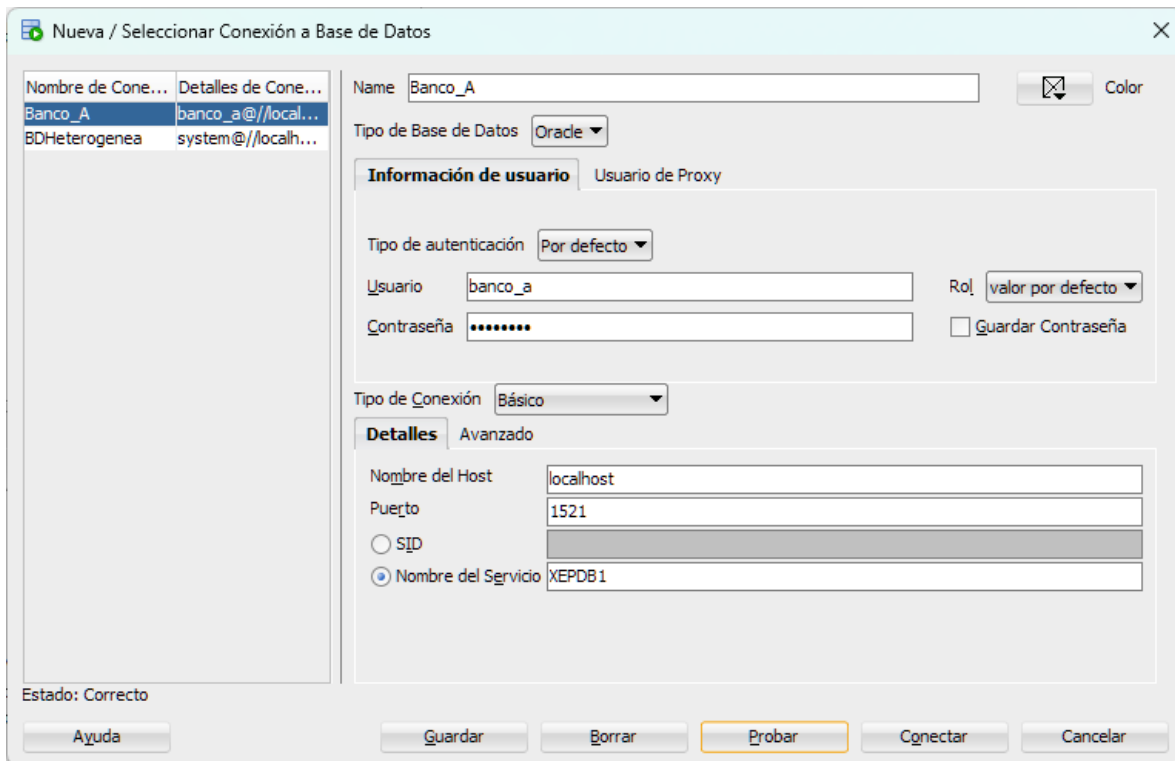 Nueva / Seleccionar Conexión a Base de Datos
Nombre de Cone... Detalles de Cone...
Banco_A banco_a@//local...
BDHeterogenea system@//localh...
Name Banco_A Color
Tipo de Base de Datos Oracle
Información de usuario Usuario de Proxy
Tipo de autenticación Por defecto
Usuario banco_a Rol valor por defecto
Contraseña •••••••• Guardar Contraseña
Tipo de Conexión Básico
Detalles Avanzado
Nombre del Host localhost
Puerto 1521
SID
Nombre del Servicio XEPDB1
Estado: Correcto
Ayuda Guardar Borrar Probar Conectar Cancelar